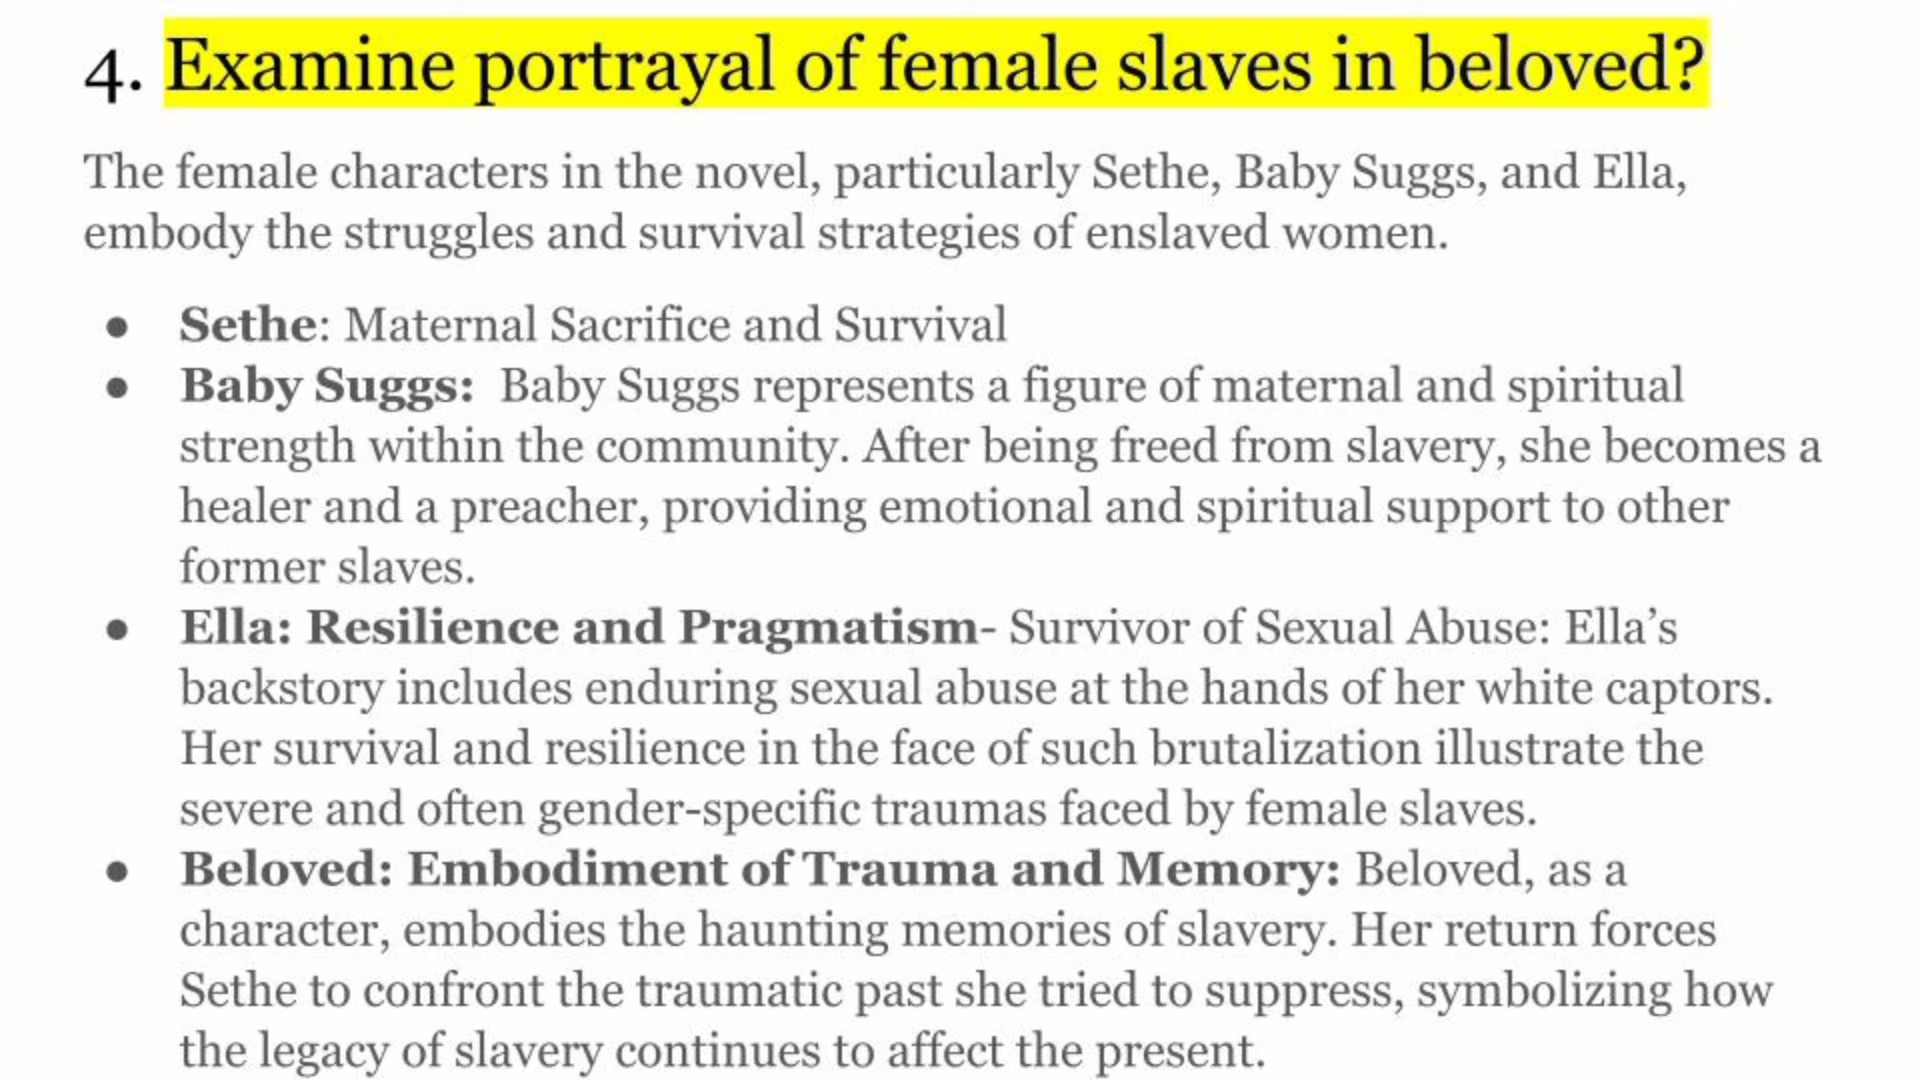 4. Examine portrayal of female slaves in beloved?
The female characters in the novel, particularly Sethe, Baby Suggs, and Ella,
embody the struggles and survival strategies of enslaved women.
● Sethe: Maternal Sacrifice and Survival
● Baby Suggs: Baby Suggs represents a figure of maternal and spiritual
strength within the community. After being freed from slavery, she becomes a
healer and a preacher, providing emotional and spiritual support to other
former slaves.
● Ella: Resilience and Pragmatism- Survivor of Sexual Abuse: Ella’s
backstory includes enduring sexual abuse at the hands of her white captors.
Her survival and resilience in the face of such brutalization illustrate the
severe and often gender-specific traumas faced by female slaves.
● Beloved: Embodiment of Trauma and Memory: Beloved, as a
character, embodies the haunting memories of slavery. Her return forces
Sethe to confront the traumatic past she tried to suppress, symbolizing how
the legacy of slavery continues to affect the present.